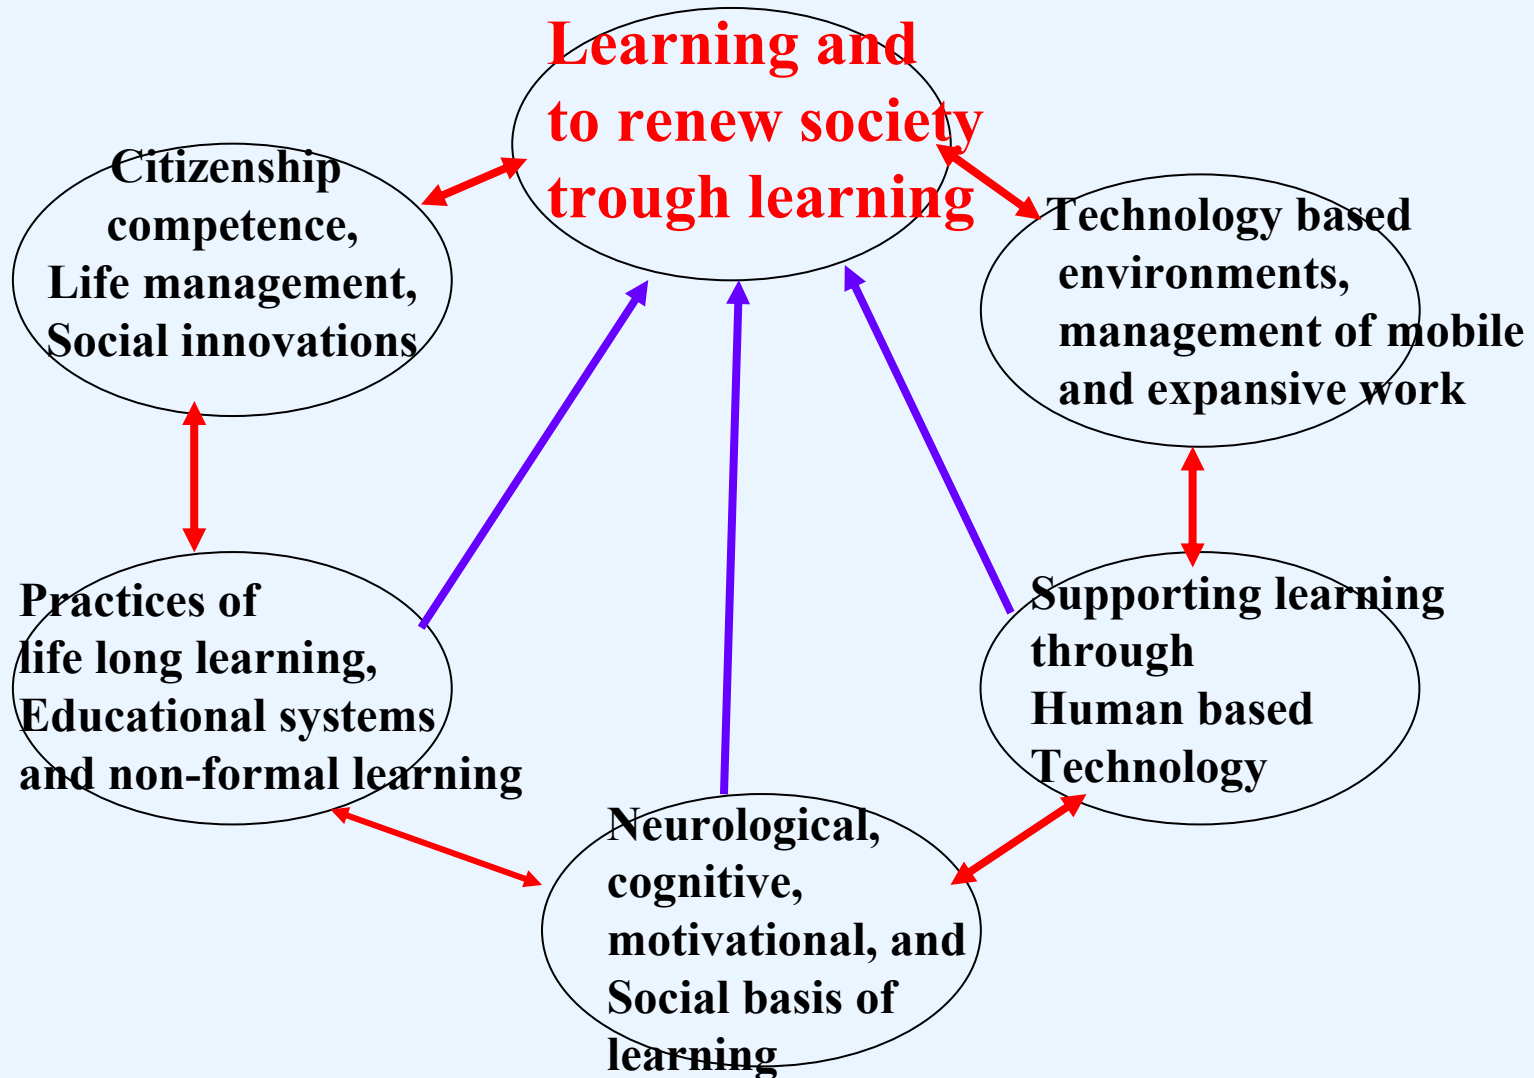 Learning and
to renew society
trough learning
Citizenship
competence,
Life management,
Social innovations
Technology based
environments,
management of mobile
and expansive work
Practices of
life long learning,
Educational systems
and non-formal learning
Supporting learning
through
Human based
Technology
Neurological,
cognitive,
motivational, and
Social basis of
learning